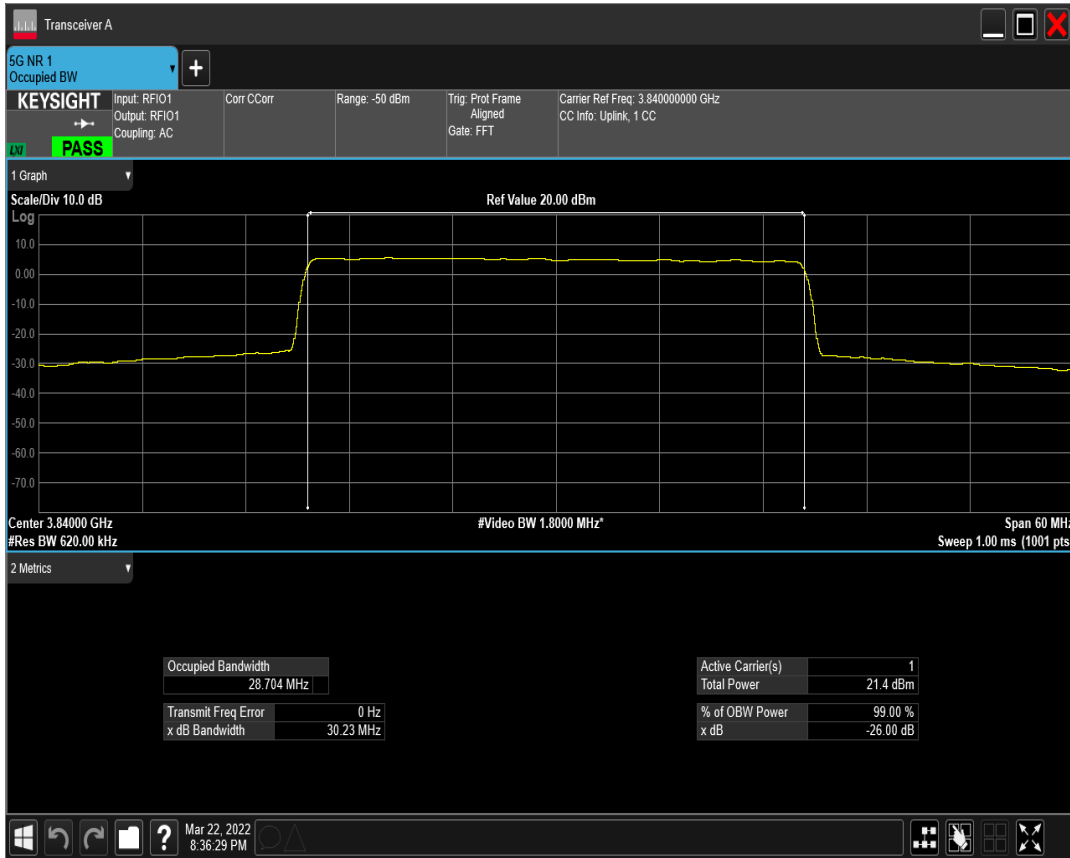 Transceiver A
5G NR 1
Occupied BW
+
KEYSIGHT
LXI
PASS
Input: RFIO1
Output: RFIO1
Coupling: AC
Corr CCorr
Range: -50 dBm
Trig: Prot Frame
Aligned
Gate: FFT
Carrier Ref Freq: 3.840000000 GHz
CC Info: Uplink, 1 CC
1 Graph
Scale/Div 10.0 dB
Ref Value 20.00 dBm
Log
10.0
0.00
-10.0
-20.0
-30.0
-40.0
-50.0
-60.0
-70.0
Center 3.84000 GHz
#Video BW 1.8000 MHz*
Span 60 MHz
#Res BW 620.00 kHz
Sweep 1.00 ms (1001 pts
2 Metrics
Occupied Bandwidth
28.704 MHz
Transmit Freq Error 0 Hz
x dB Bandwidth 30.23 MHz
Active Carrier(s) 1
Total Power 21.4 dBm
% of OBW Power 99.00 %
x dB -26.00 dB
?
Mar 22, 2022
8:36:29 PM